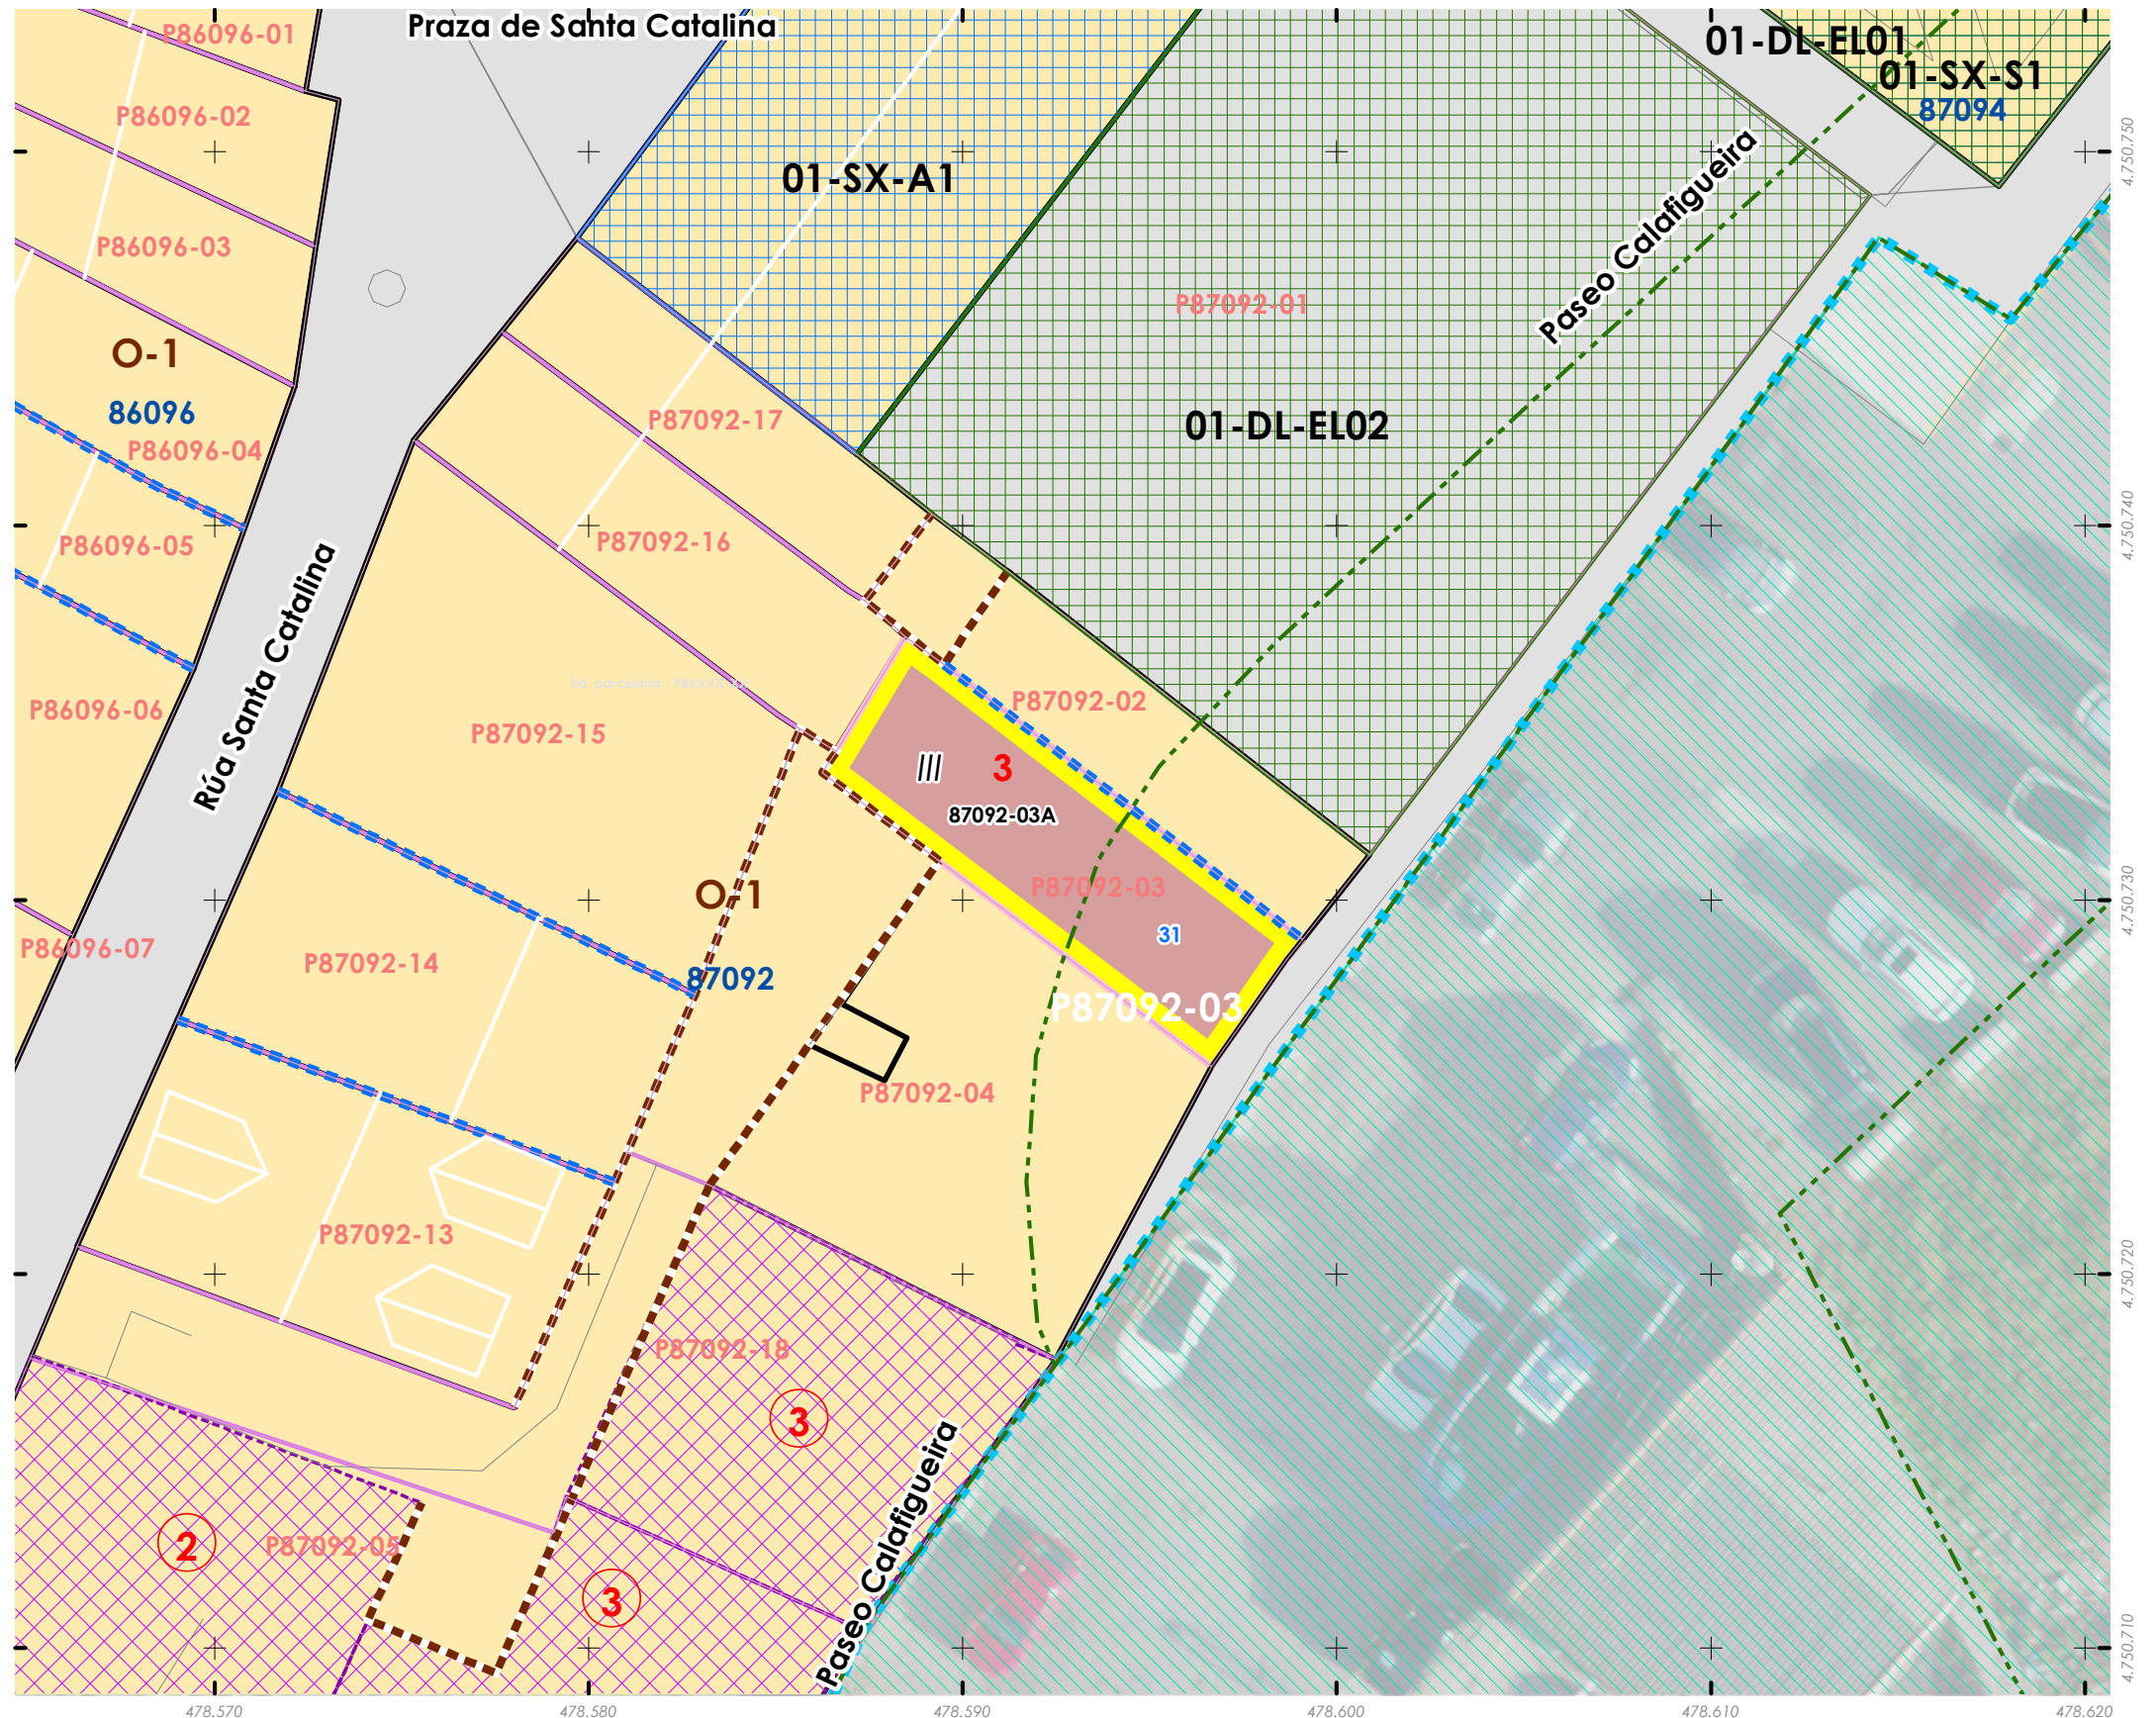 Praza de Santa Catalina
P86096-01
01-DL-EL01
01-SX-S1
87094
P86096-02
4.750.750
01-SX-A1
Paseo Calafigueira
P86096-03
P87092-01
O-1
86096
P86096-04
P87092-17
01-DL-EL02
P86096-05
P87092-16
4.750.740
Rúa Santa Catalina
Ud. parcelaria - P8XXXX-XX
P86096-06
P87092-15
P87092-02
III
3
87092-03A
P87092-03
O-1
31
4.750.730
P86096-07
P87092-14
87092
P87092-03
P87092-04
P87092-13
4.750.720
P87092-18
3
Paseo Calafigueira
2
P87092-05
3
4.750.710
478.570
478.580
478.590
478.600
478.610
478.620